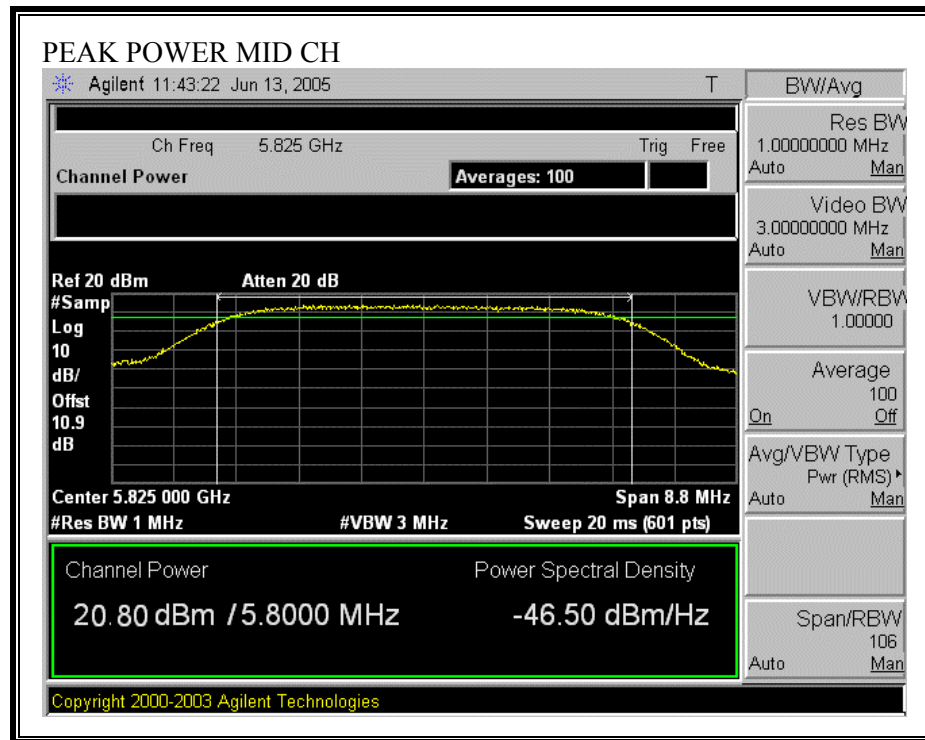 PEAK POWER MID CH
Agilent 11:43:22 Jun 13, 2005 T
Ch Freq 5.825 GHz Trig Free
Channel Power Averages: 100
Ref 20 dBm Atten 20 dB
#Samp
Log
10
dB/
Offst
10.9
dB
Center 5.825 000 GHz Span 8.8 MHz
#Res BW 1 MHz #VBW 3 MHz Sweep 20 ms (601 pts)
Channel Power Power Spectral Density
20.80 dBm / 5.8000 MHz -46.50 dBm/Hz
Copyright 2000-2003 Agilent Technologies
BW/Avg
Res BW
1.00000000 MHz
Auto Man
Video BW
3.00000000 MHz
Auto Man
VBW/RBW
1.00000
Average
100
On Off
Avg/VBW Type
Pwr (RMS)
Auto Man
Span/RBW
106
Auto Man